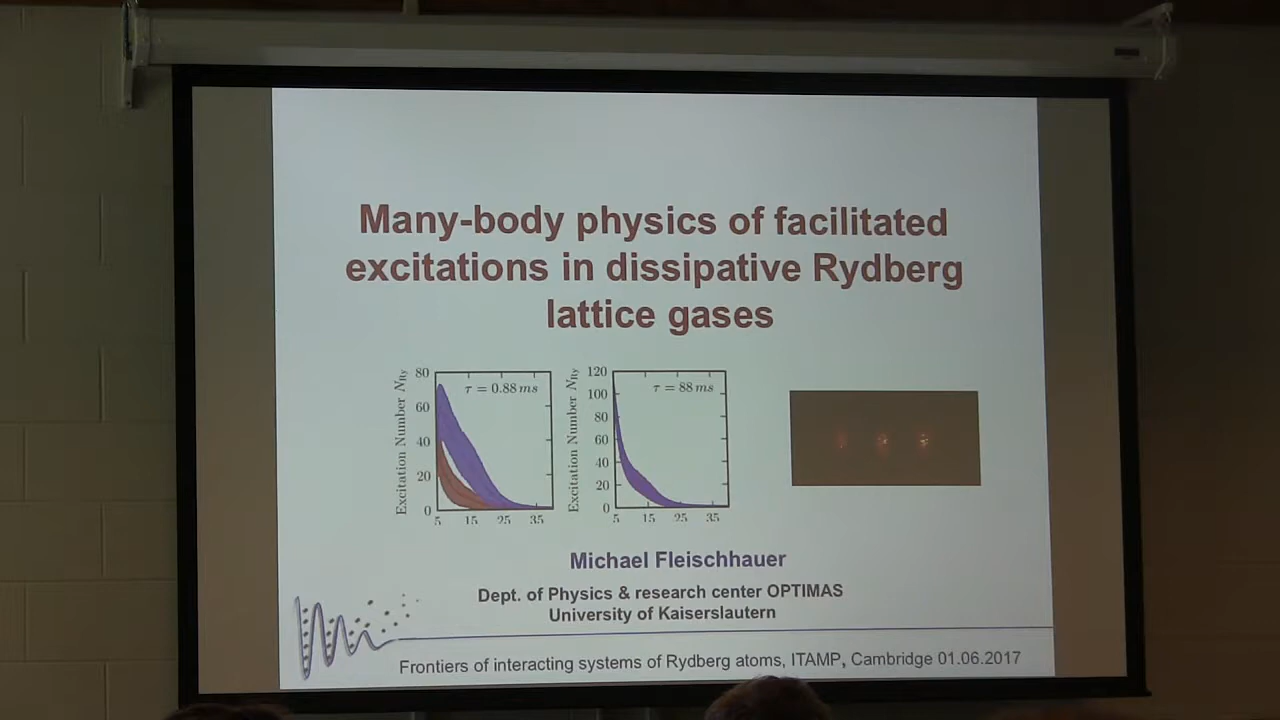 Many-body physics of facilitated
excitations in dissipative Rydberg
lattice gases
Excitation Number N_Ry
80
60
40
20
0
τ = 0.88 ms
5 15 25 35
Excitation Number N_Ry
120
100
80
60
40
20
0
τ = 88 ms
5 15 25 35
Michael Fleischhauer
Dept. of Physics & research center OPTIMAS
University of Kaiserslautern
Frontiers of interacting systems of Rydberg atoms, ITAMP, Cambridge 01.06.2017